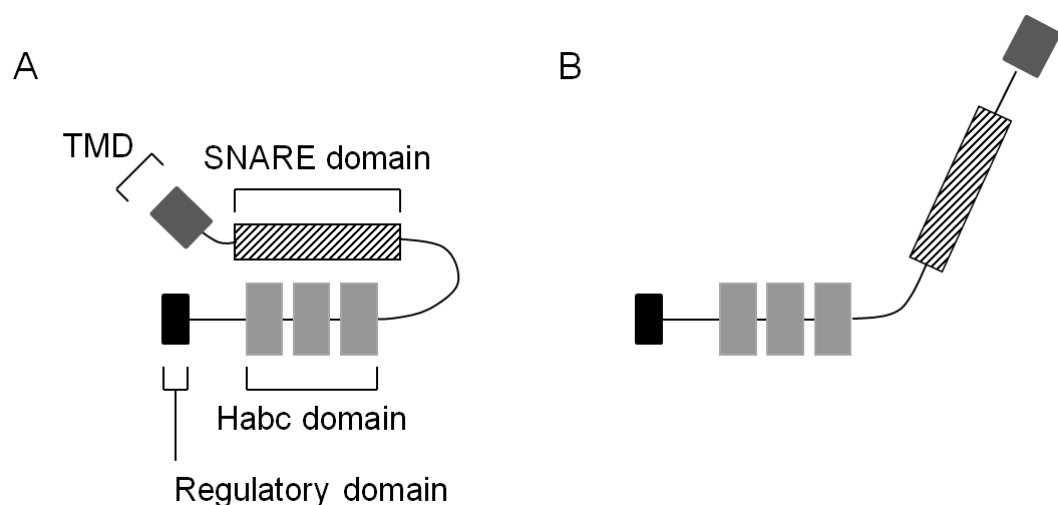 A
B
TMD
SNARE domain
Habc domain
Regulatory domain